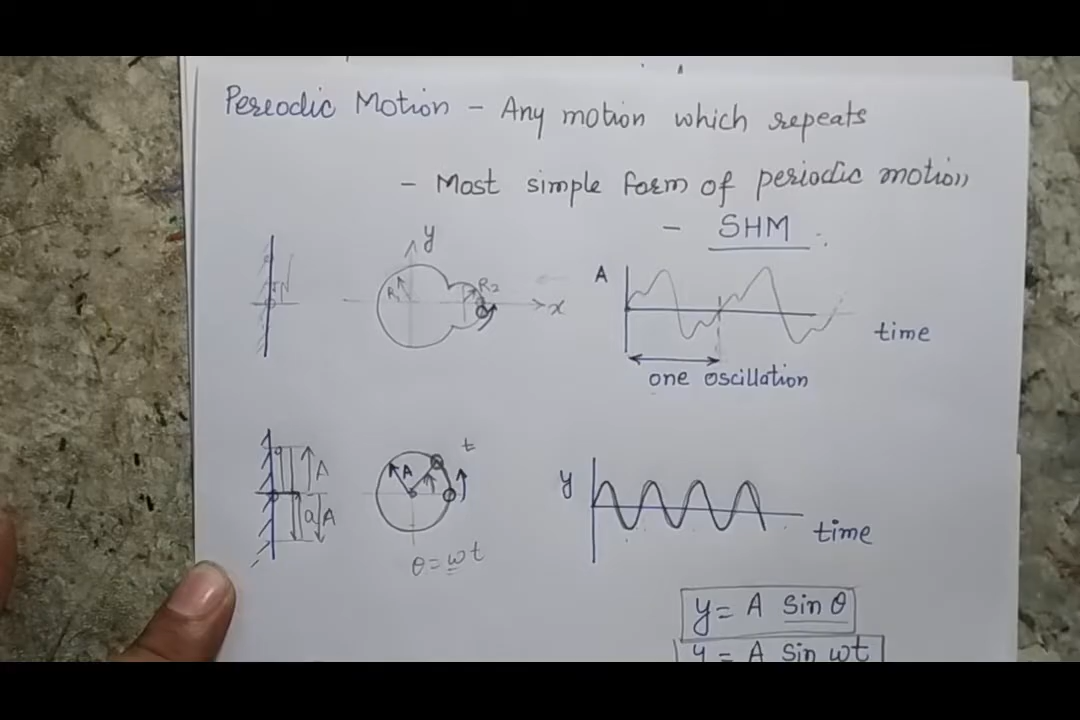 Pereodic Motion - Any motion which repeats
- Most simple form of periodic motion
- SHM
y
R1
R2
x
A
time
one oscillation
A
a
A
A
t
θ = ωt
y
time
y = A Sin θ
y = A Sin ωt